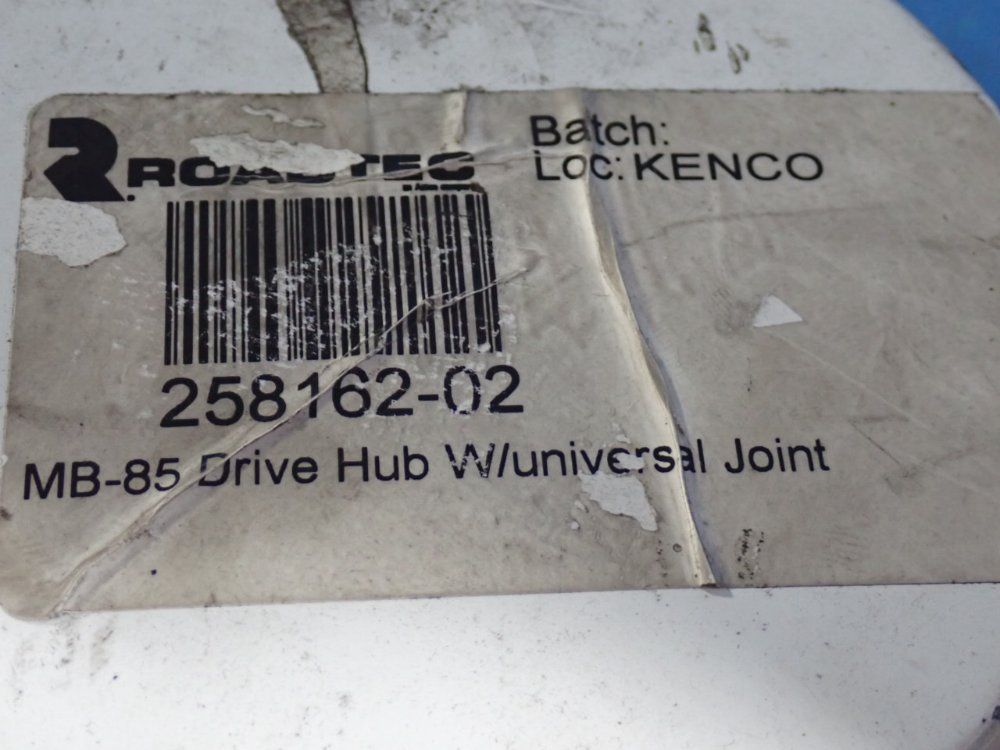 ROADTEC
Batch:
Loc: KENCO
258162-02
MB-85 Drive Hub W/universal Joint